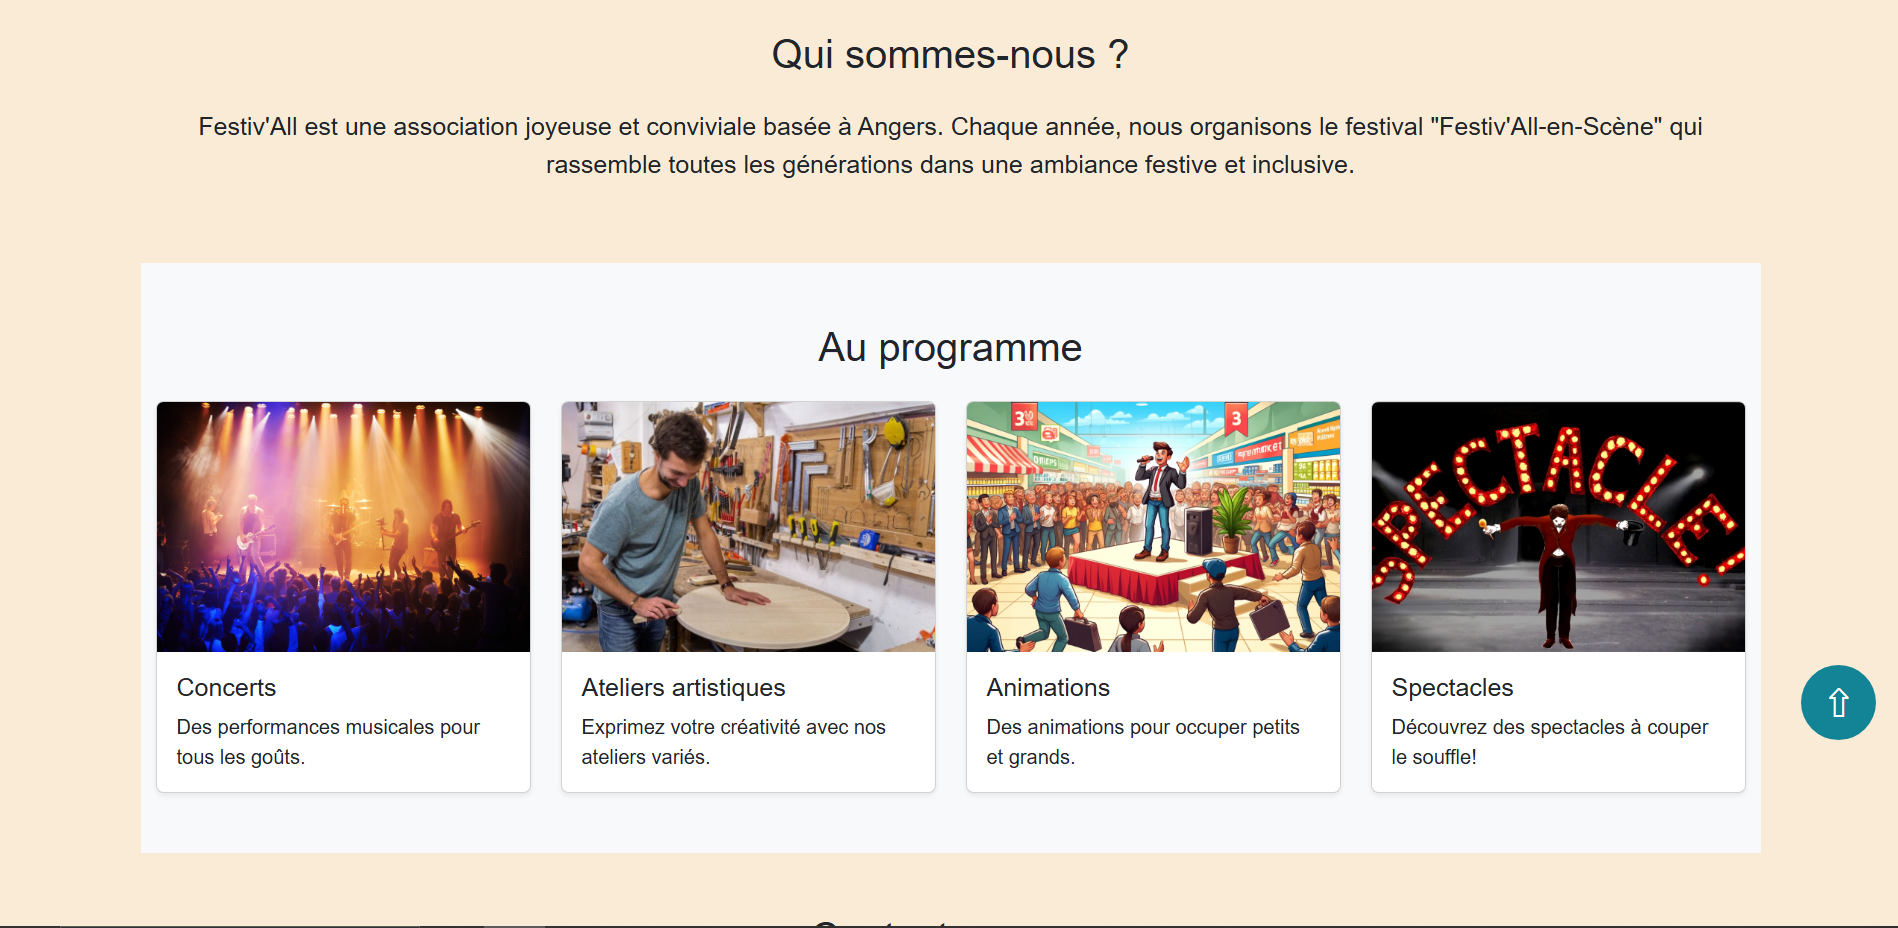 Qui sommes-nous ?
Festiv'All est une association joyeuse et conviviale basée à Angers. Chaque année, nous organisons le festival "Festiv'All-en-Scène" qui
rassemble toutes les générations dans une ambiance festive et inclusive.
Au programme
3
3
SPECTACLE!
Concerts
Des performances musicales pour
tous les goûts.
Ateliers artistiques
Exprimez votre créativité avec nos
ateliers variés.
Animations
Des animations pour occuper petits
et grands.
Spectacles
Découvrez des spectacles à couper
le souffle!
⇧